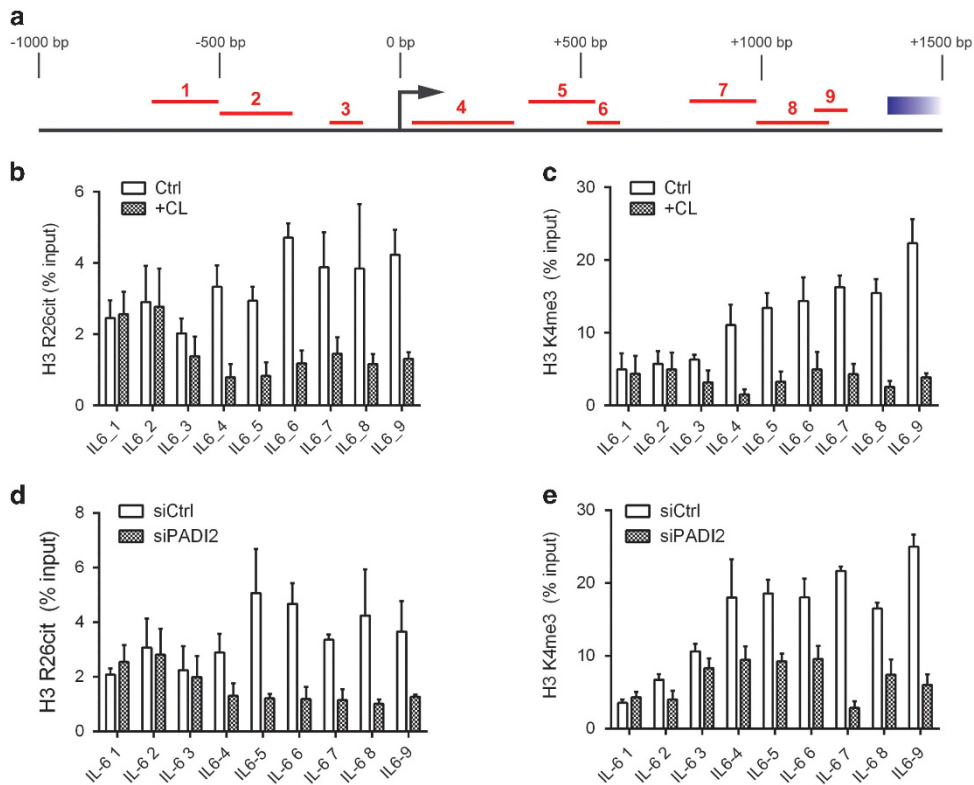 a
-1000 bp -500 bp 0 bp +500 bp +1000 bp +1500 bp
1 2 3 4 5 6 7 8 9
b
H3 R26cit (% input)
Ctrl
+CL
6
4
2
0
IL6_1 IL6_2 IL6_3 IL6_4 IL6_5 IL6_6 IL6_7 IL6_8 IL6_9
c
H3 K4me3 (% input)
Ctrl
+CL
30
20
10
0
IL6_1 IL6_2 IL6_3 IL6_4 IL6_5 IL6_6 IL6_7 IL6_8 IL6_9
d
H3 R26cit (% input)
siCtrl
siPADI2
8
6
4
2
0
IL-6 1 IL-6 2 IL-6 3 IL6-4 IL6-5 IL-6 6 IL-6 7 IL-6 8 IL6-9
e
H3 K4me3 (% input)
siCtrl
siPADI2
30
20
10
0
IL-6 1 IL-6 2 IL-6 3 IL6-4 IL6-5 IL-6 6 IL-6 7 IL-6 8 IL6-9